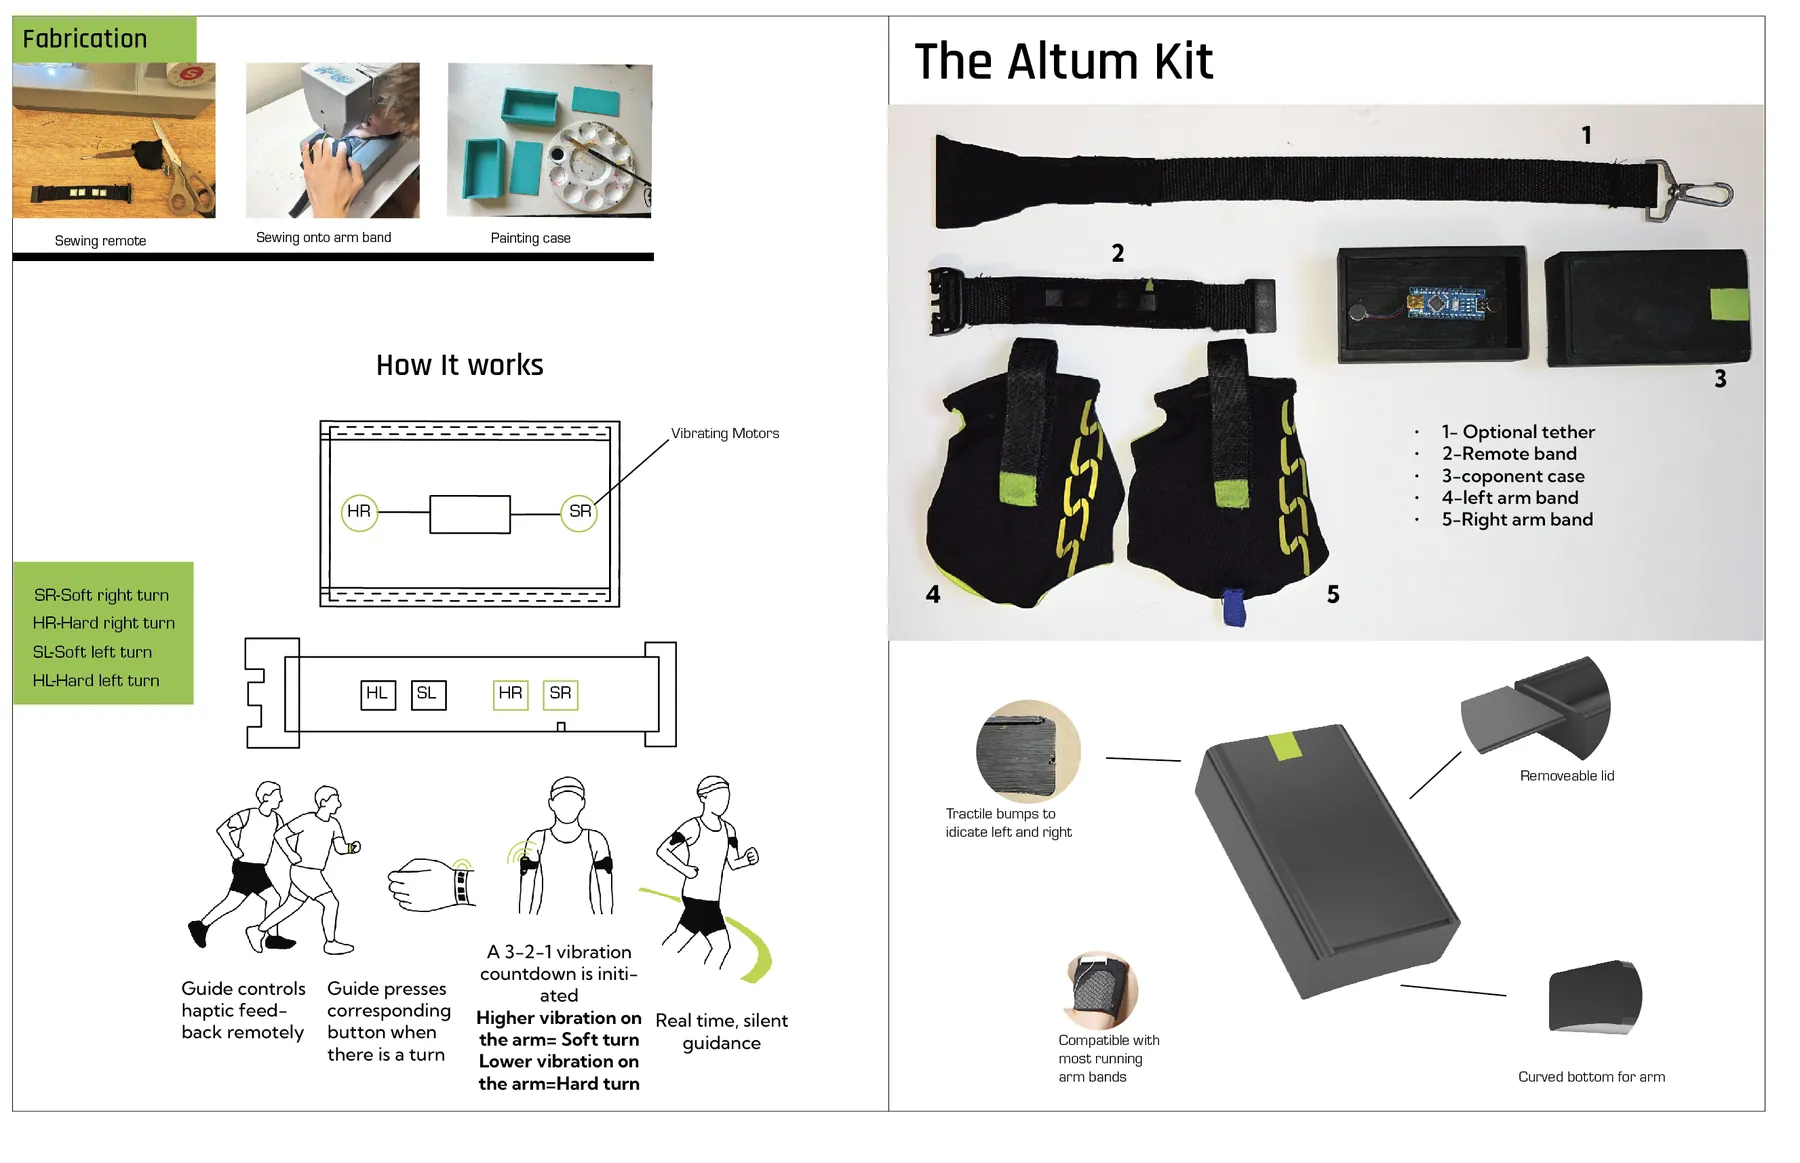 Fabrication
Sewing remote
Sewing onto arm band
Painting case
How It works
Vibrating Motors
HR
SR
SR-Soft right turn
HR-Hard right turn
SL-Soft left turn
HL-Hard left turn
HL
SL
HR
SR
Guide controls
haptic feed-
back remotely
Guide presses
corresponding
button when
there is a turn
A 3-2-1 vibration
countdown is initi-
ated
Higher vibration on
the arm= Soft turn
Lower vibration on
the arm=Hard turn
Real time, silent
guidance
The Altum Kit
1
2
3
4
5
• 1- Optional tether
• 2-Remote band
• 3-coponent case
• 4-left arm band
• 5-Right arm band
Tractile bumps to
idicate left and right
Removeable lid
Compatible with
most running
arm bands
Curved bottom for arm